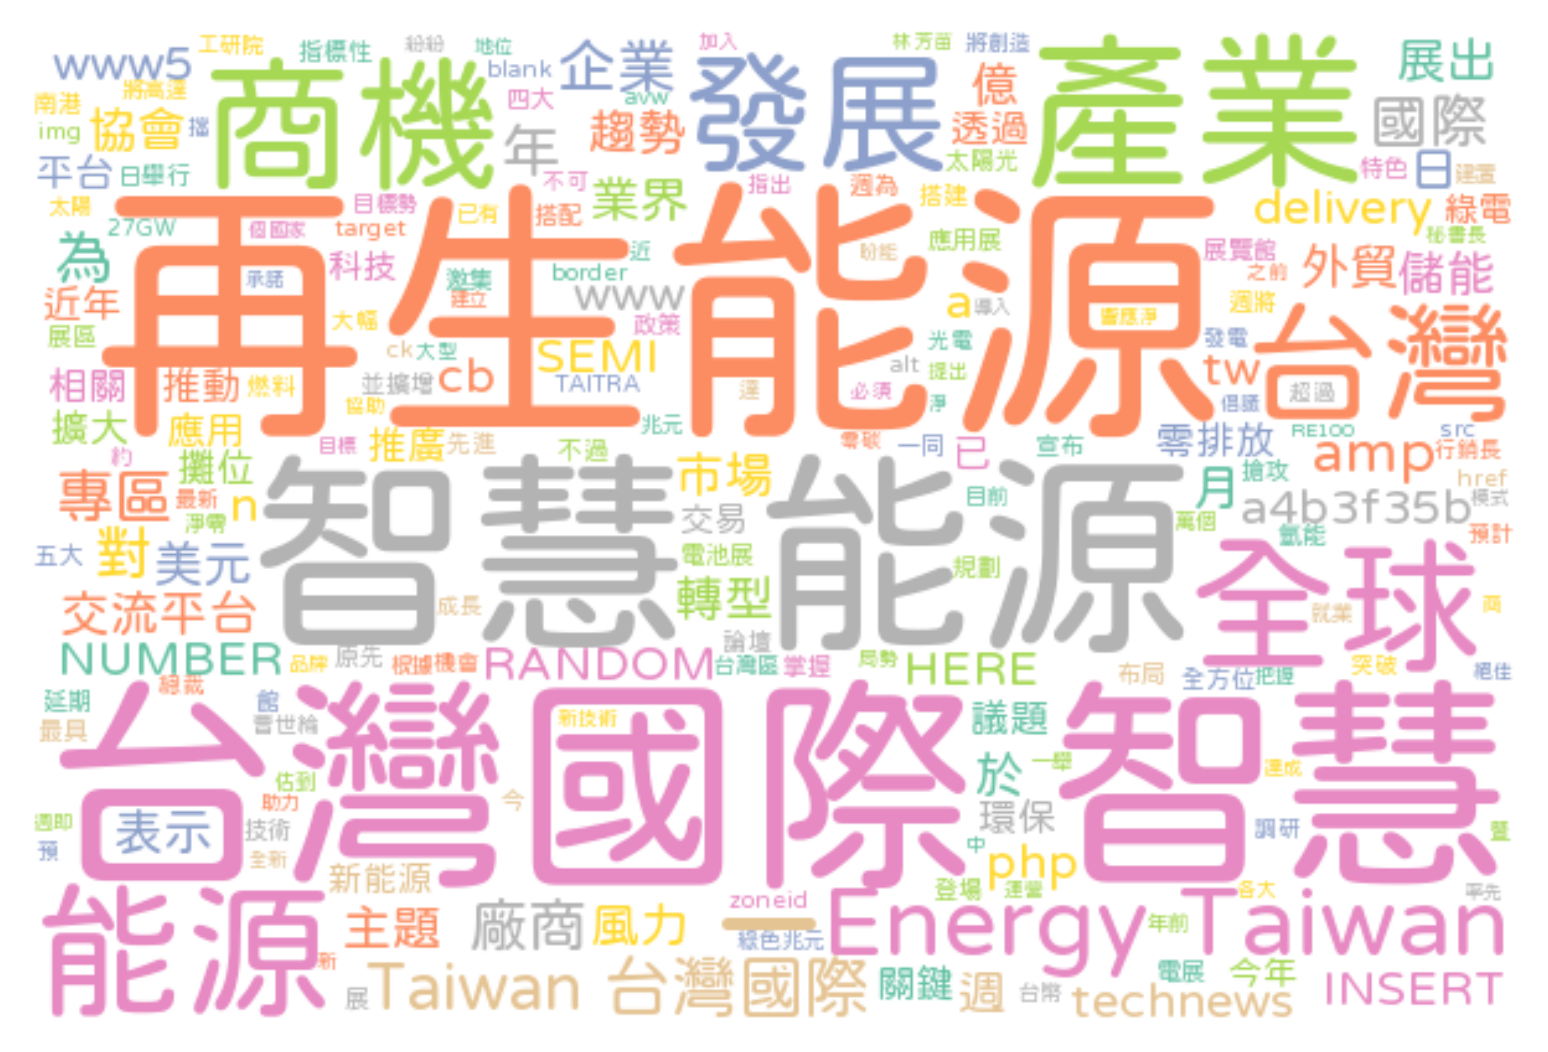 工研院 指標性 紛紛 地位 加入 林芳苗 將創造
www5 商機 blank 企業 發展 億 產業 展出
將高達 四大 avw
南港 協會 擋 年 趨勢 透過 國際
img
平台 日舉行 不可 業界 指出 週為 太陽光 特色 日 建置
太陽 目標勢 已有 搭配 搭建 delivery 綠電
27GW 個國家 target 近 應用展 秘書長
為 再生能源 科技 承諾 激集 border 盼能 展覽館 之前 外貿 儲能
近年 建立 www a 導入 響應淨 週將 台灣
展區 大幅 政策 光電 發電
ck 大型 SEMI alt 提出 tw
相關 推動 燃料 並擴增 cb TAITRA 達 必須 超過
協助 淨 倡議
擴大 應用 目標 推廣 先進 不過 兆元 零碳 一同 已 宣布 零排放 RE100 src
約 攤位 市場 amp 行銷長
專區 最新 n 智慧能源 交易 目前 月 搶攻 href
淨零 a4b3f35b 模式
五大 對 美元 電池展 規劃 萬個 氫能 預計
交流平台 成長 轉型 全球 就業 商
論壇
NUMBER 品牌 原先 根據 機會 RANDOM 台灣區 掌握 局勢 HERE 布局 全方位 把握 突破 絕佳
延期 總裁 館 新技術 議題
最具 曹世綸 台灣國際智慧
估到 於 一舉 達成
週即 助力 今 環保
預 表示 技術 中 調研 暨
全新 php
新能源 登場 運營 各大 率先
能源 主題 廠商 風力 zoneid 一 Energy Taiwan
綠色兆元 年前
新 展 Taiwan 台灣國際 關鍵 週 台幣 technews 電展 今年 INSERT